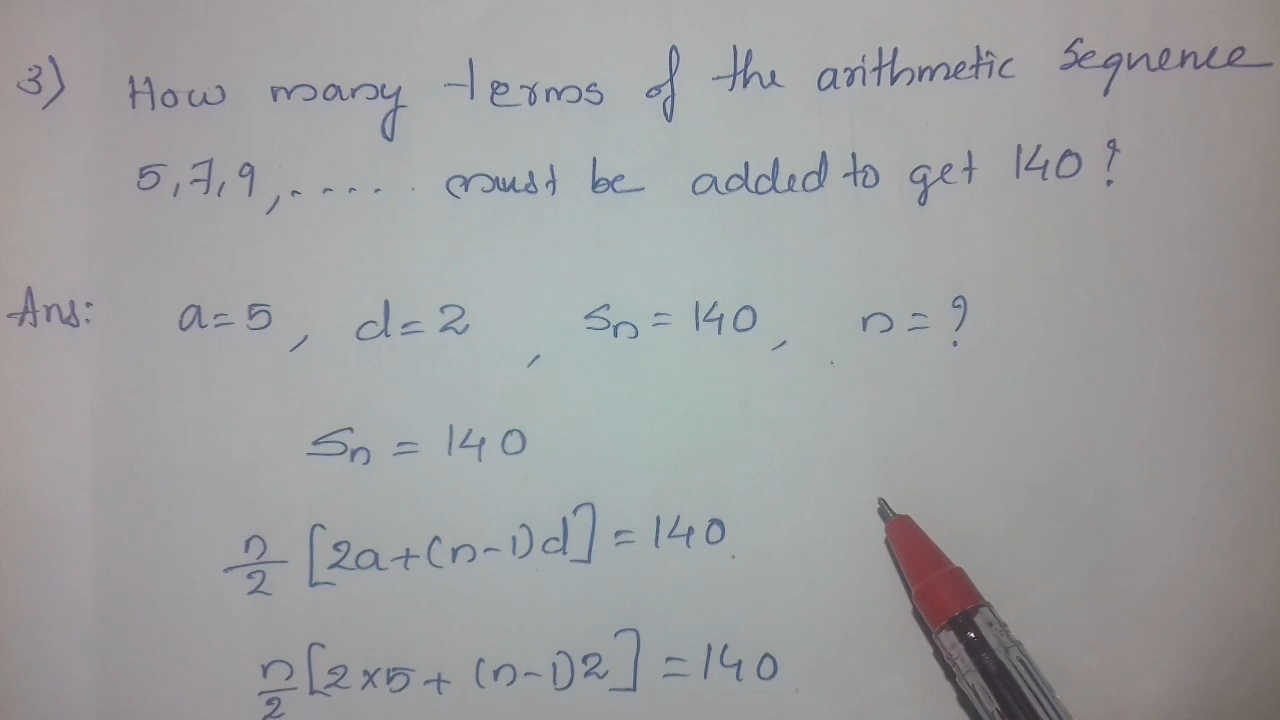 3) How many terms of the arithmetic sequence
5,7,9,..... must be added to get 140?
Ans: a=5, d=2, Sn=140, n=?
Sn = 140
n/2 [2a+(n-1)d] = 140
n/2 [2×5+(n-1)2] = 140